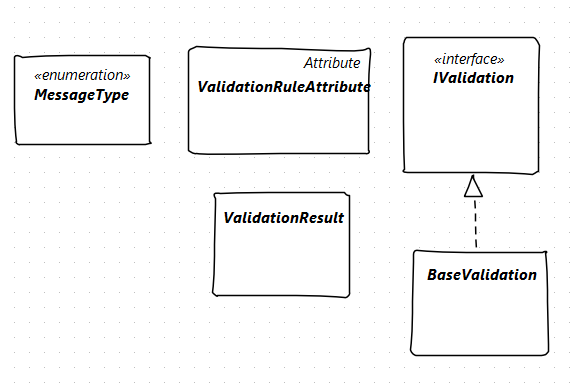 «enumeration»
MessageType
Attribute
ValidationRuleAttribute
«interface»
IValidation
ValidationResult
BaseValidation